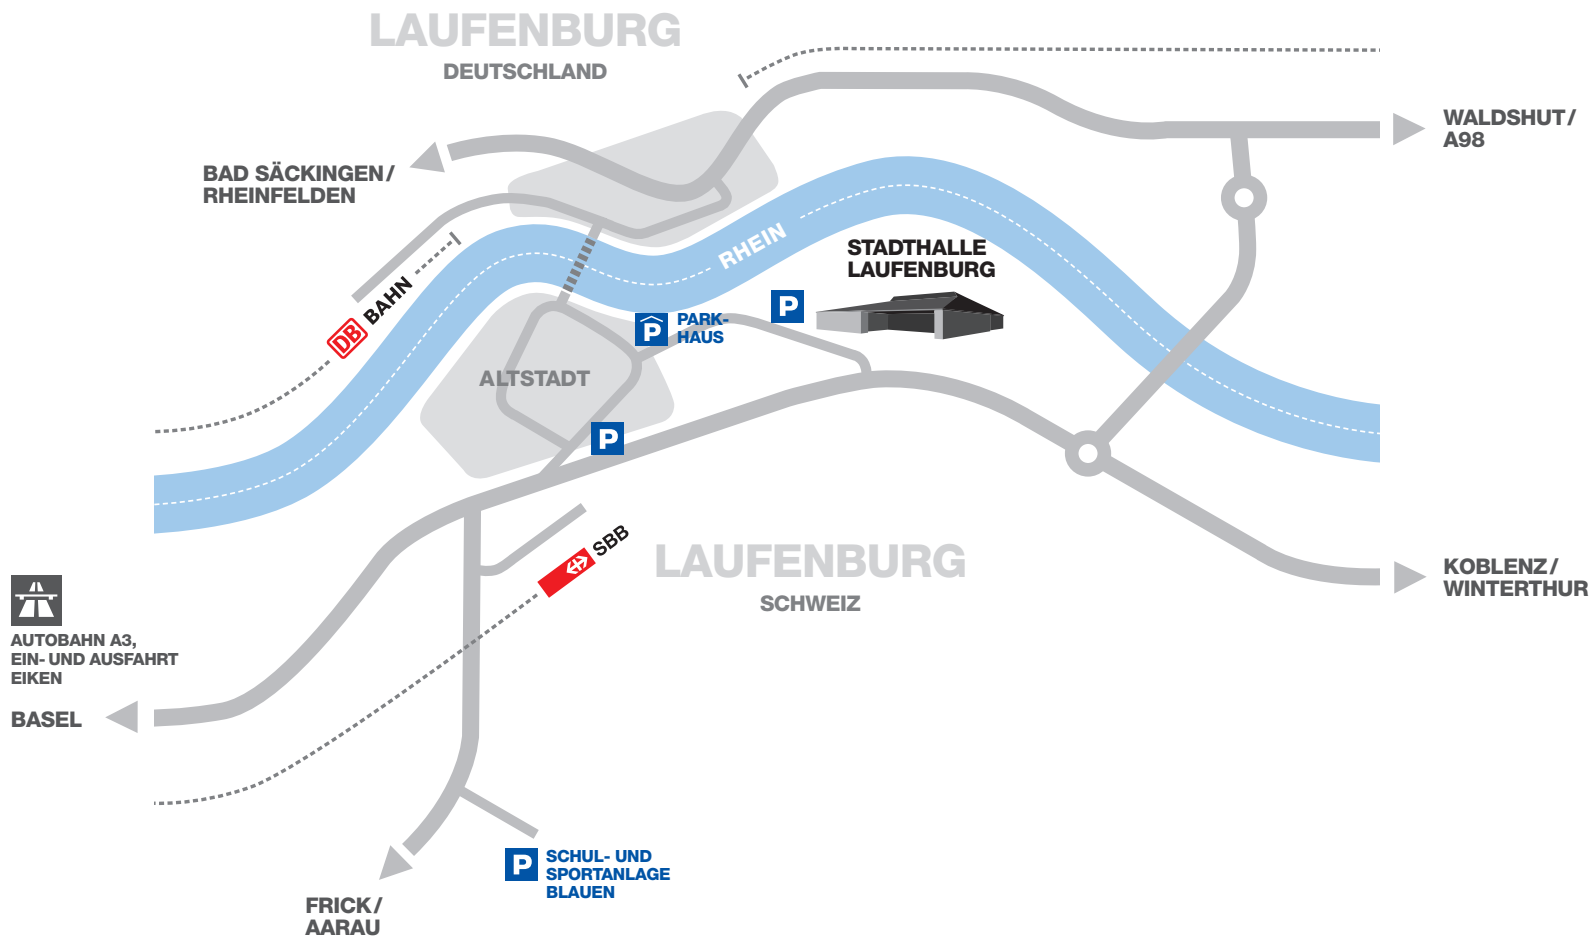 LAUFENBURG
DEUTSCHLAND
WALDSHUT/
A98
BAD SÄCKINGEN/
RHEINFELDEN
RHEIN
STADTHALLE
LAUFENBURG
DB BAHN
P
P PARK-
HAUS
ALTSTADT
P
SBB
LAUFENBURG
SCHWEIZ
KOBLENZ/
WINTERTHUR
AUTOBAHN A3,
EIN- UND AUSFAHRT
EIKEN
BASEL
P SCHUL- UND
SPORTANLAGE
BLAUEN
FRICK/
AARAU